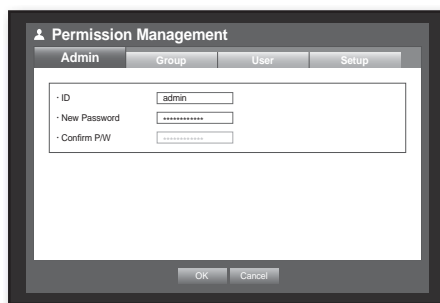 Permission Management
Admin Group User Setup
· ID admin
· New Password ************
· Confirm P/W ************
OK Cancel